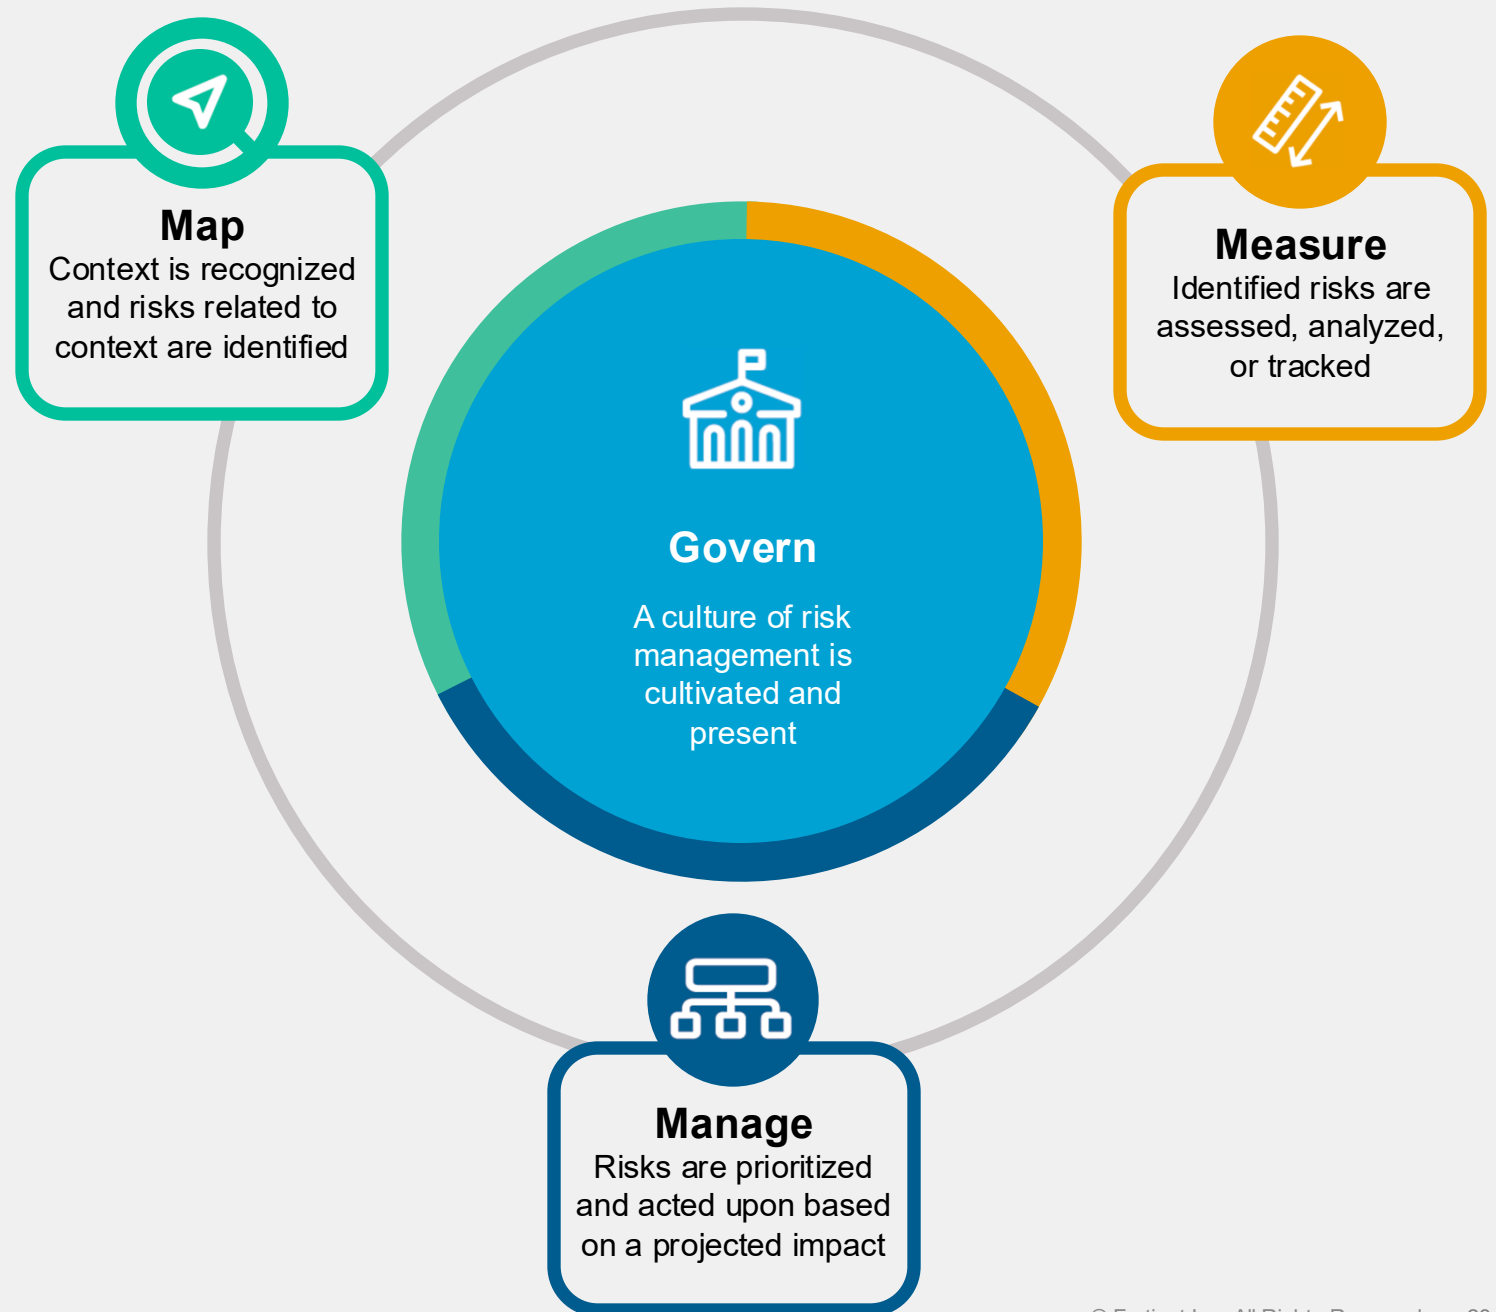 Map
Context is recognized
and risks related to
context are identified
Measure
Identified risks are
assessed, analyzed,
or tracked
Govern
A culture of risk
management is
cultivated and
present
Manage
Risks are prioritized
and acted upon based
on a projected impact